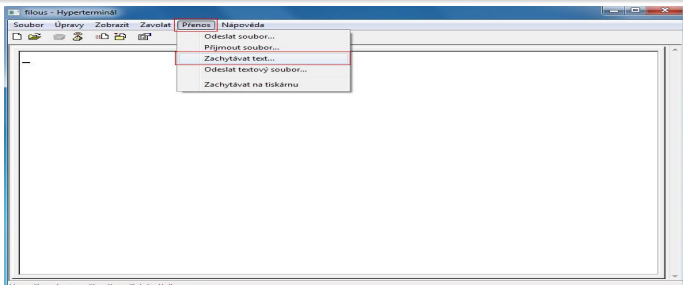 filous - Hyperterminál
Soubor Úpravy Zobrazit Zavolat Přenos Nápověda
Odeslat soubor...
Přijmout soubor...
Zachytávat text...
Odeslat textový soubor...
Zachytávat na tiskárnu